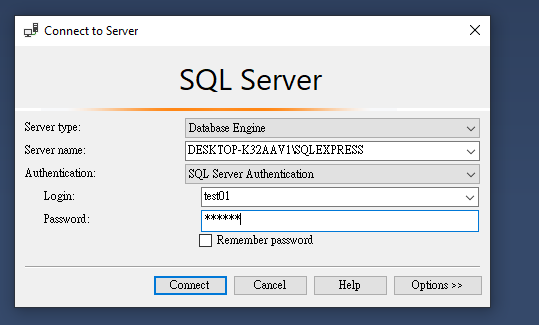 Connect to Server
SQL Server
Server type: Database Engine
Server name: DESKTOP-K32AAV1\SQLEXPRESS
Authentication: SQL Server Authentication
Login: test01
Password: ******
Remember password
Connect Cancel Help Options >>